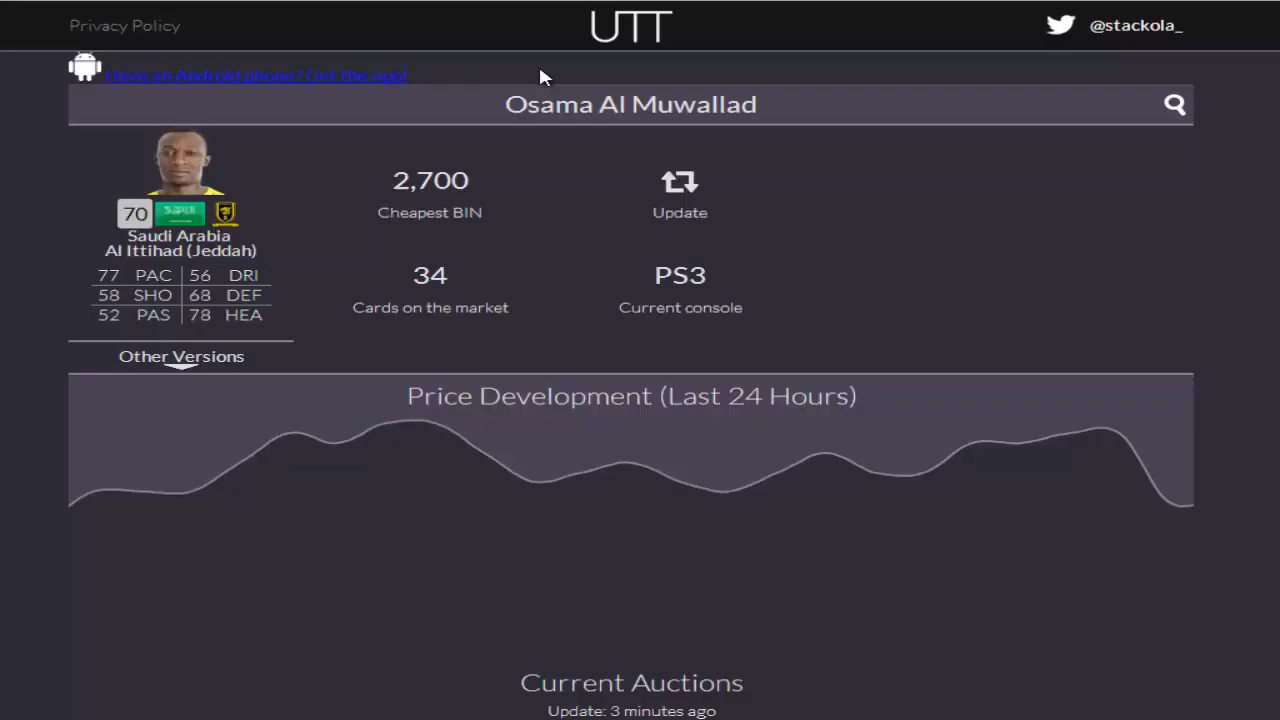 Privacy Policy
UTT
@stackola_
Have an Android phone? Get the app!
Osama Al Muwallad
70
Saudi Arabia
Al Ittihad (Jeddah)
77 PAC 56 DRI
58 SHO 68 DEF
52 PAS 78 HEA
Other Versions
2,700
Cheapest BIN
Update
34
Cards on the market
PS3
Current console
Price Development (Last 24 Hours)
Current Auctions
Update: 3 minutes ago